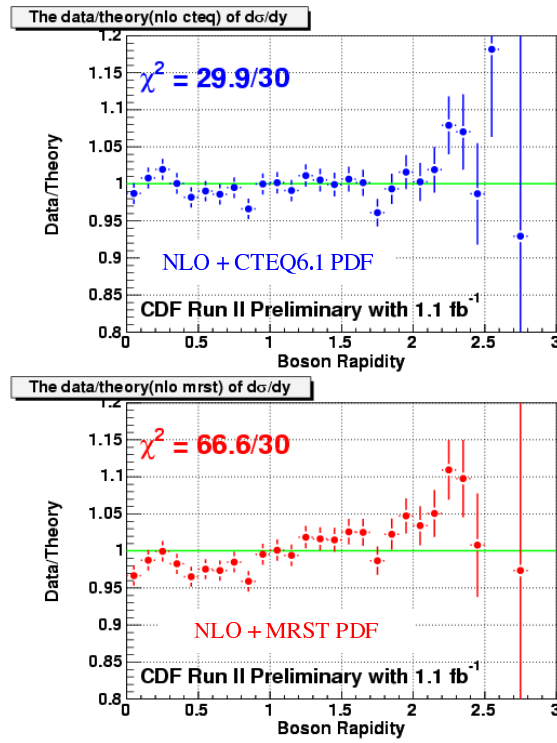 The data/theory(nlo cteq) of dσ/dy
1.2
1.15
1.1
1.05
1
0.95
0.9
0.85
0.8
Data/Theory
χ² = 29.9/30
NLO + CTEQ6.1 PDF
CDF Run II Preliminary with 1.1 fb⁻¹
0 0.5 1 1.5 2 2.5 3
Boson Rapidity
The data/theory(nlo mrst) of dσ/dy
1.2
1.15
1.1
1.05
1
0.95
0.9
0.85
0.8
Data/Theory
χ² = 66.6/30
NLO + MRST PDF
CDF Run II Preliminary with 1.1 fb⁻¹
0 0.5 1 1.5 2 2.5 3
Boson Rapidity